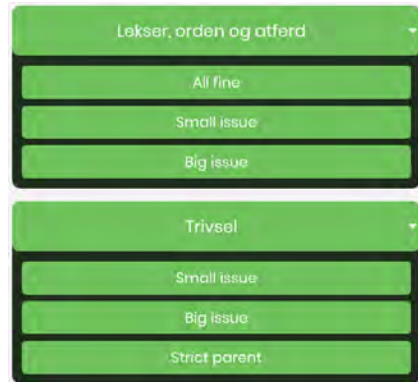 Lekser, orden og atferd
All fine
Small issue
Big issue
Trivsel
Small issue
Big issue
Strict parent